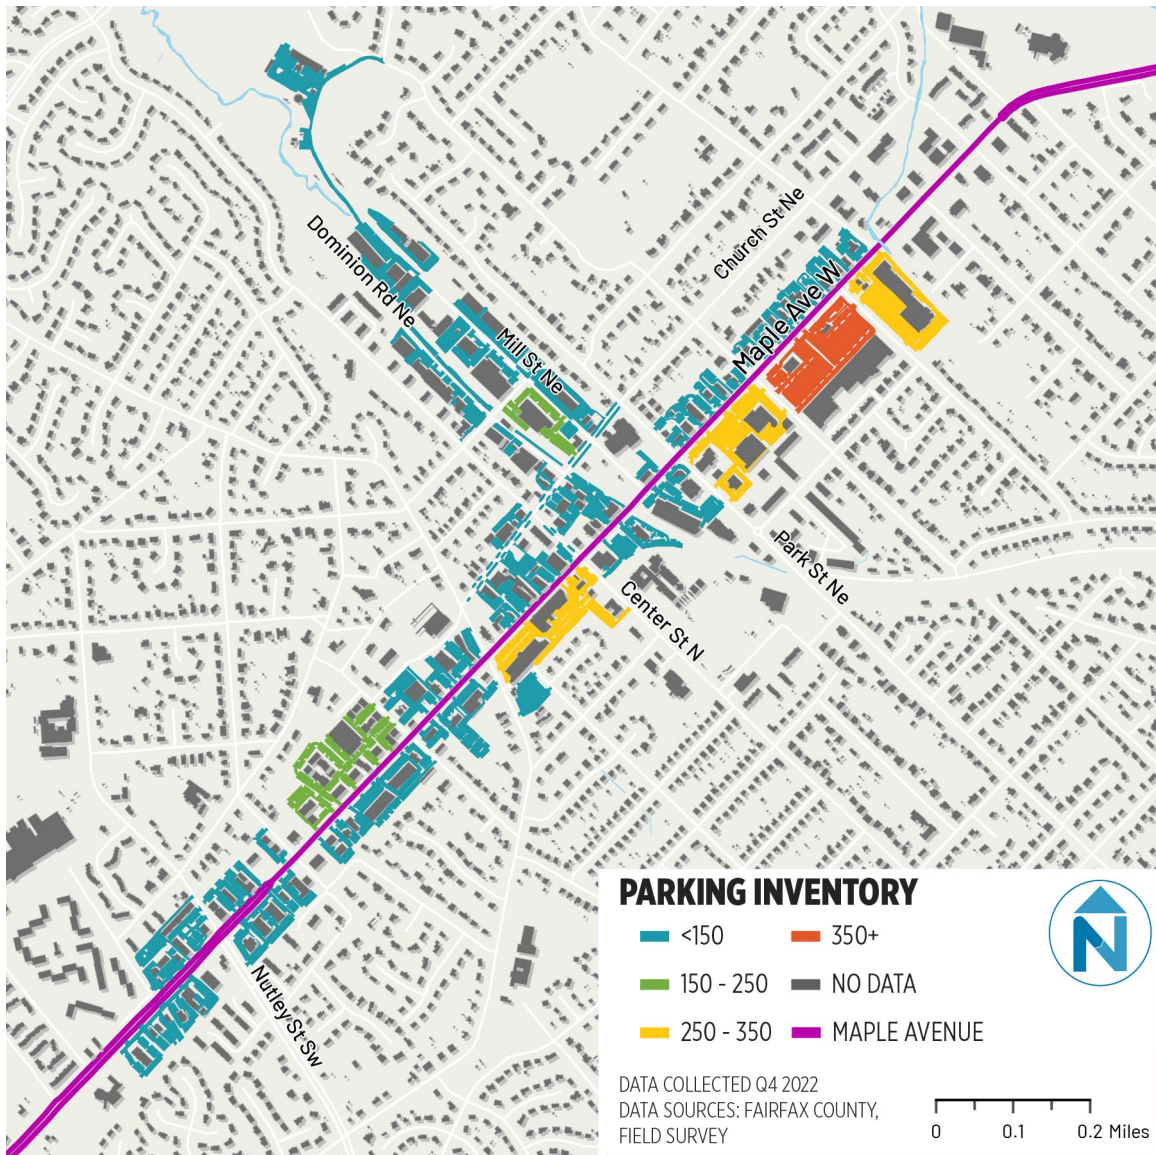 Church St Ne
Dominion Rd Ne
Maple Ave W
Mill St Ne
Park St Ne
Center St N
Nutley St Sw
PARKING INVENTORY
<150
350+
150 - 250
NO DATA
250 - 350
MAPLE AVENUE
N
DATA COLLECTED Q4 2022
DATA SOURCES: FAIRFAX COUNTY,
FIELD SURVEY
0 0.1 0.2 Miles